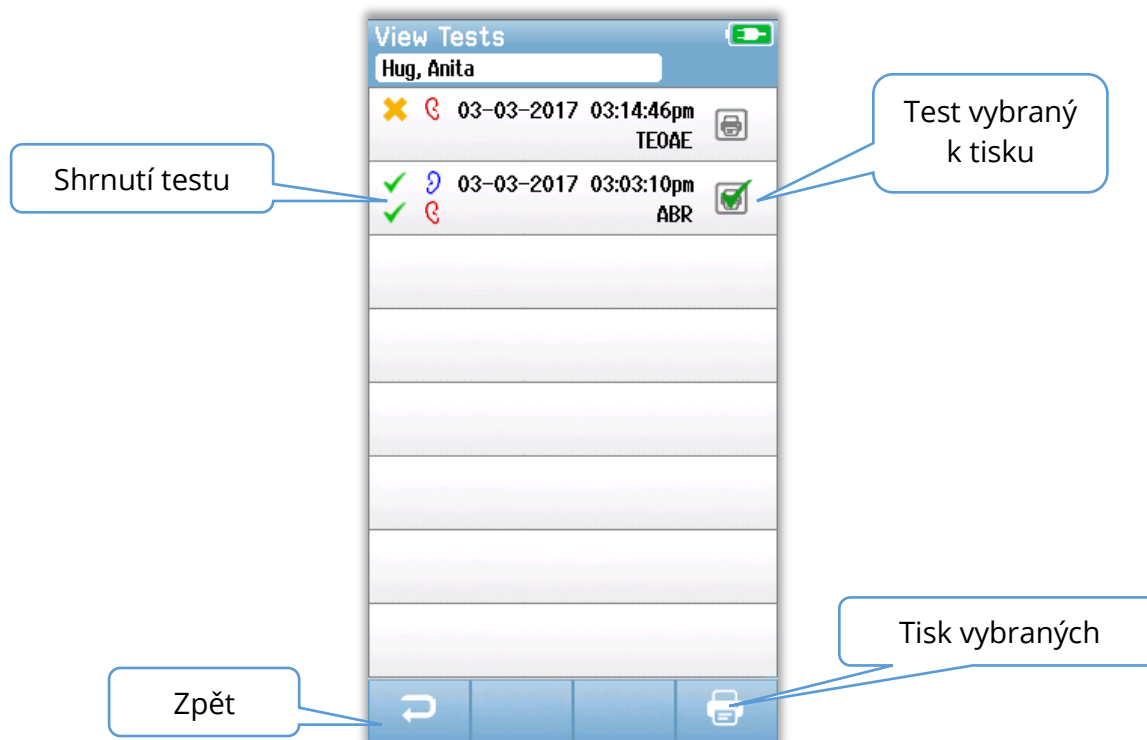 View Tests
Hug, Anita
03-03-2017 03:14:46pm
TEOAE
Test vybraný
k tisku
Shrnutí testu
03-03-2017 03:03:10pm
ABR
Tisk vybraných
Zpět